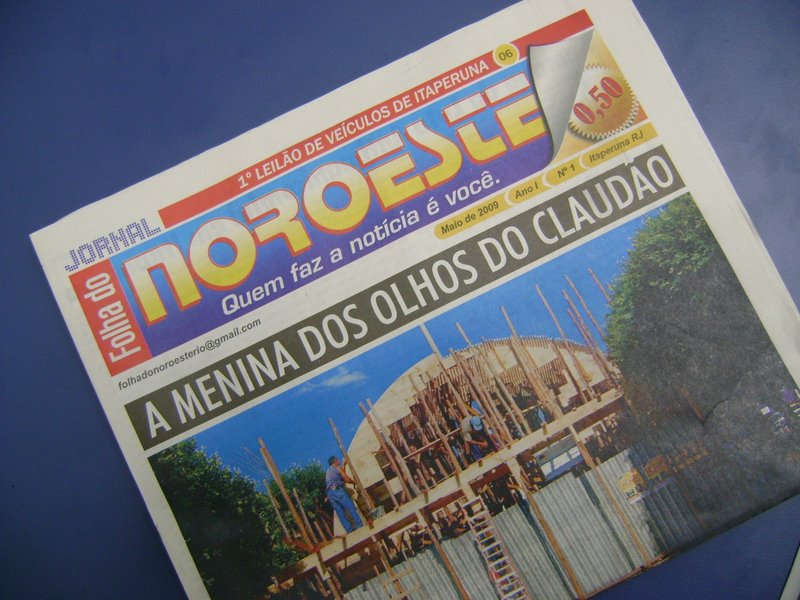 1º LEILÃO DE VEÍCULOS DE ITAPERUNA 06
0,50
JORNAL
Folha do
NOROESTE
Quem faz a notícia é você.
Maio de 2009 Ano I Nº 1 Itaperuna RJ
folhadonoroesterio@gmail.com
A MENINA DOS OLHOS DO CLAUDÃO